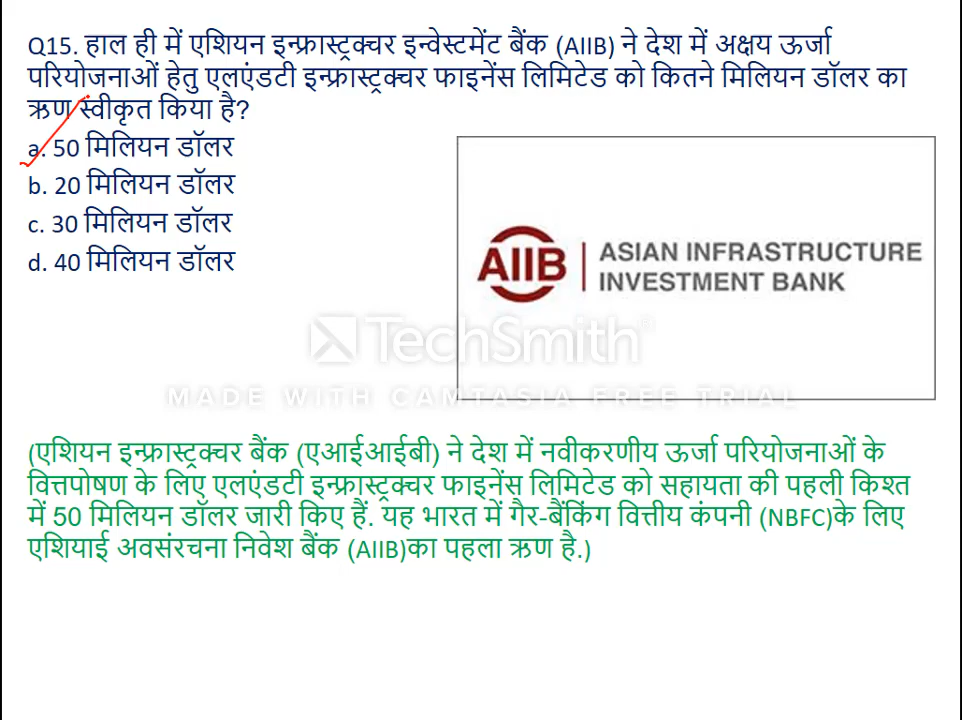 Q15. हाल ही में एशियन इन्फ्रास्ट्रक्चर इन्वेस्टमेंट बैंक (AIIB) ने देश में अक्षय ऊर्जा
परियोजनाओं हेतु एलएंडटी इन्फ्रास्ट्रक्चर फाइनेंस लिमिटेड को कितने मिलियन डॉलर का
ऋण स्वीकृत किया है?
a. 50 मिलियन डॉलर
b. 20 मिलियन डॉलर
c. 30 मिलियन डॉलर
d. 40 मिलियन डॉलर
AIIB
ASIAN INFRASTRUCTURE
INVESTMENT BANK
TechSmith
MADE WITH CAMTASIA FREE TRIAL
(एशियन इन्फ्रास्ट्रक्चर बैंक (एआईआईबी) ने देश में नवीकरणीय ऊर्जा परियोजनाओं के
वित्तपोषण के लिए एलएंडटी इन्फ्रास्ट्रक्चर फाइनेंस लिमिटेड को सहायता की पहली किश्त
में 50 मिलियन डॉलर जारी किए हैं. यह भारत में गैर-बैंकिंग वित्तीय कंपनी (NBFC)के लिए
एशियाई अवसंरचना निवेश बैंक (AIIB)का पहला ऋण है.)